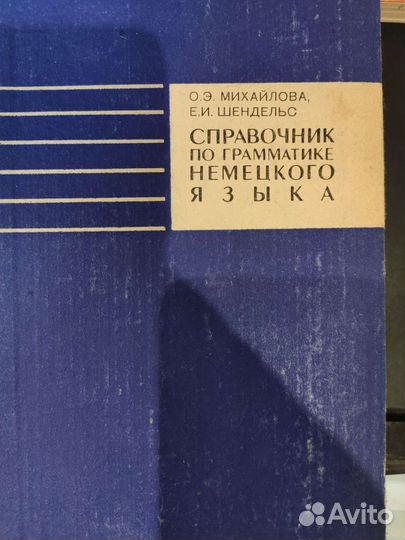 О.Э. МИХАЙЛОВА,
Е.И. ШЕНДЕЛЬС
СПРАВОЧНИК
ПО ГРАММАТИКЕ
НЕМЕЦКОГО
ЯЗЫКА
Avito